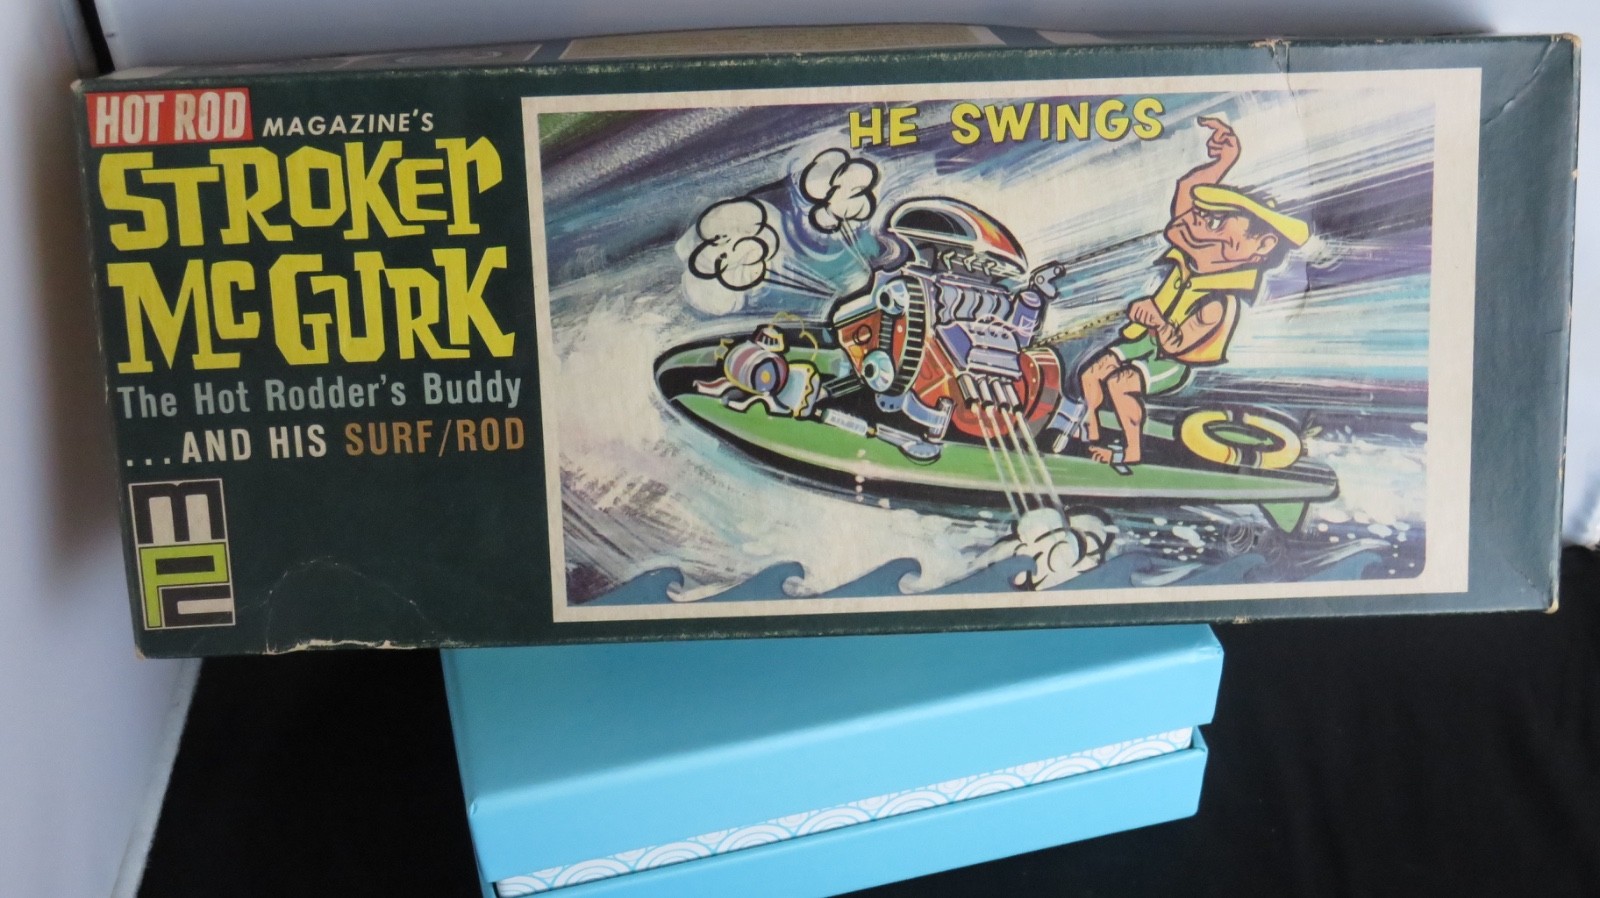 HOT ROD MAGAZINE'S
STROKER
MCGURK
The Hot Rodder's Buddy
...AND HIS SURF/ROD
mpc
HE SWINGS